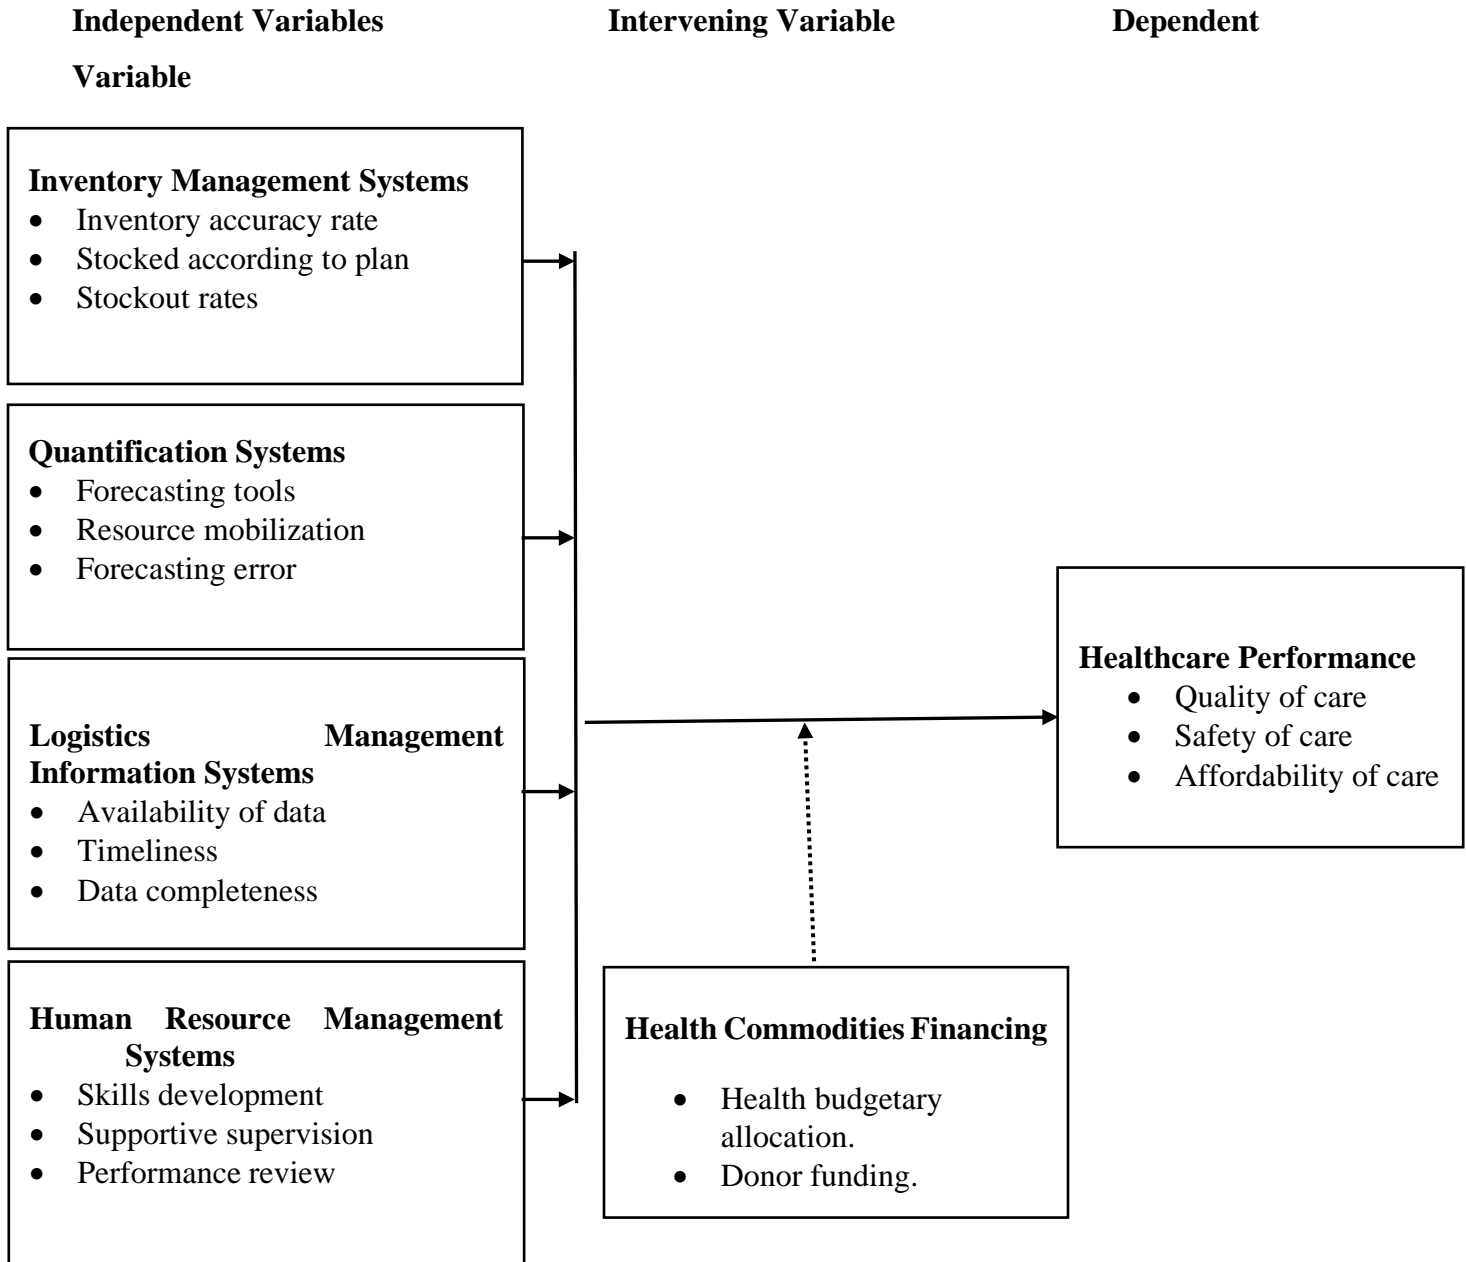 Independent Variables Intervening Variable Dependent
Variable
Inventory Management Systems
• Inventory accuracy rate
• Stocked according to plan
• Stockout rates
Quantification Systems
• Forecasting tools
• Resource mobilization
• Forecasting error
Logistics Management
Information Systems
• Availability of data
• Timeliness
• Data completeness
Human Resource Management
Systems
• Skills development
• Supportive supervision
• Performance review
Health Commodities Financing
• Health budgetary
allocation.
• Donor funding.
Healthcare Performance
• Quality of care
• Safety of care
• Affordability of care